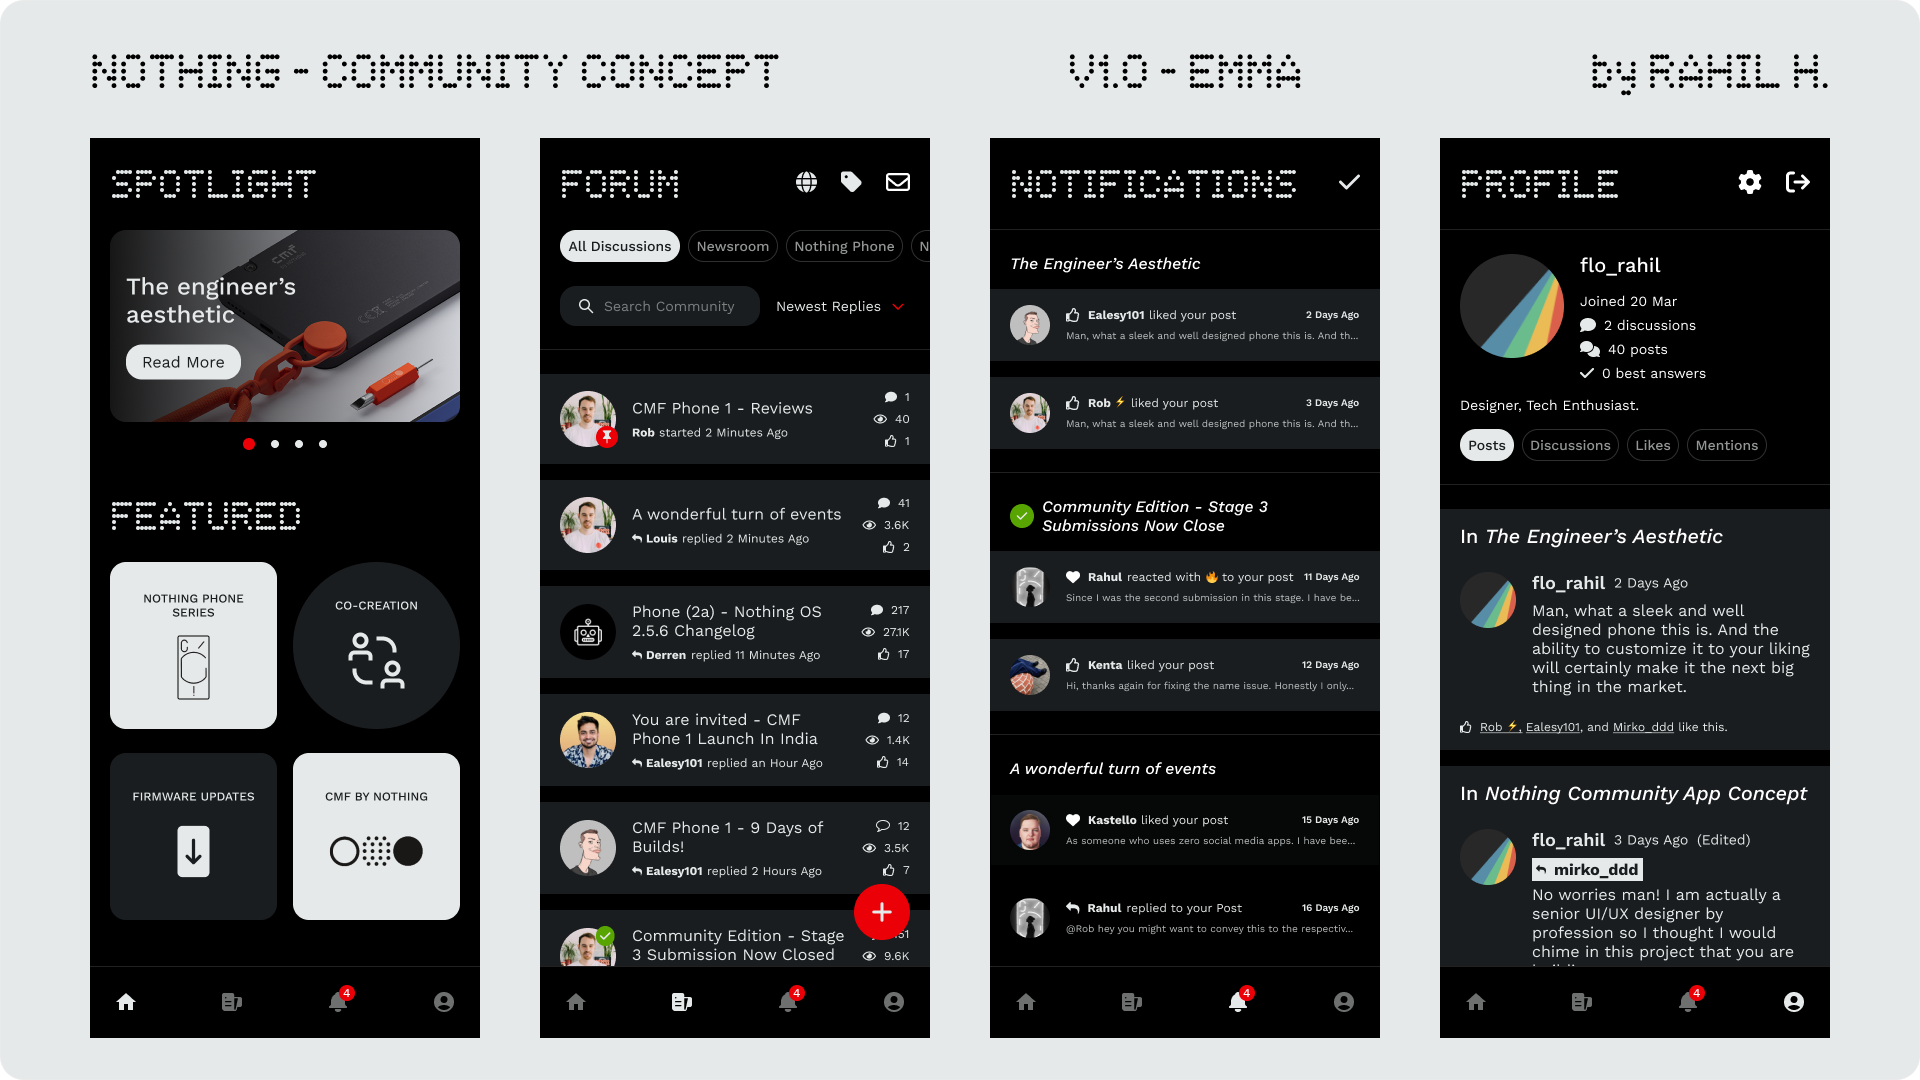 NOTHING - COMMUNITY CONCEPT
V1.0 - EMMA
by RAHIL H.
SPOTLIGHT
cmf
The engineer's
aesthetic
Read More
FEATURED
NOTHING PHONE
SERIES
CO-CREATION
FIRMWARE UPDATES
CMF BY NOTHING
4
FORUM
All Discussions
Newsroom
Nothing Phone
N
Search Community
Newest Replies
CMF Phone 1 - Reviews
Rob started 2 Minutes Ago
1
40
1
A wonderful turn of events
Louis replied 2 Minutes Ago
41
3.6K
2
Phone (2a) - Nothing OS
2.5.6 Changelog
Derren replied 11 Minutes Ago
217
27.1K
17
You are invited - CMF
Phone 1 Launch In India
Ealesy101 replied an Hour Ago
12
1.4K
14
CMF Phone 1 - 9 Days of
Builds!
Ealesy101 replied 2 Hours Ago
12
3.5K
7
Community Edition - Stage
3 Submission Now Closed
9.6K
4
NOTIFICATIONS
The Engineer's Aesthetic
Ealesy101 liked your post
2 Days Ago
Man, what a sleek and well designed phone this is. And th...
Rob ⚡ liked your post
3 Days Ago
Man, what a sleek and well designed phone this is. And th...
Community Edition - Stage 3
Submissions Now Close
Rahul reacted with 🔥 to your post
11 Days Ago
Since I was the second submission in this stage. I have be...
Kenta liked your post
12 Days Ago
Hi, thanks again for fixing the name issue. Honestly I only...
A wonderful turn of events
Kastello liked your post
15 Days Ago
As someone who uses zero social media apps. I have bee...
Rahul replied to your Post
16 Days Ago
@Rob hey you might want to convey this to the respectiv...
4
PROFILE
flo_rahil
Joined 20 Mar
2 discussions
40 posts
0 best answers
Designer, Tech Enthusiast.
Posts
Discussions
Likes
Mentions
In The Engineer's Aesthetic
flo_rahil 2 Days Ago
Man, what a sleek and well
designed phone this is. And the
ability to customize it to your liking
will certainly make it the next big
thing in the market.
Rob ⚡, Ealesy101, and Mirko_ddd like this.
In Nothing Community App Concept
flo_rahil 3 Days Ago (Edited)
mirko_ddd
No worries man! I am actually a
senior UI/UX designer by
profession so I thought I would
chime in this project that you are
4